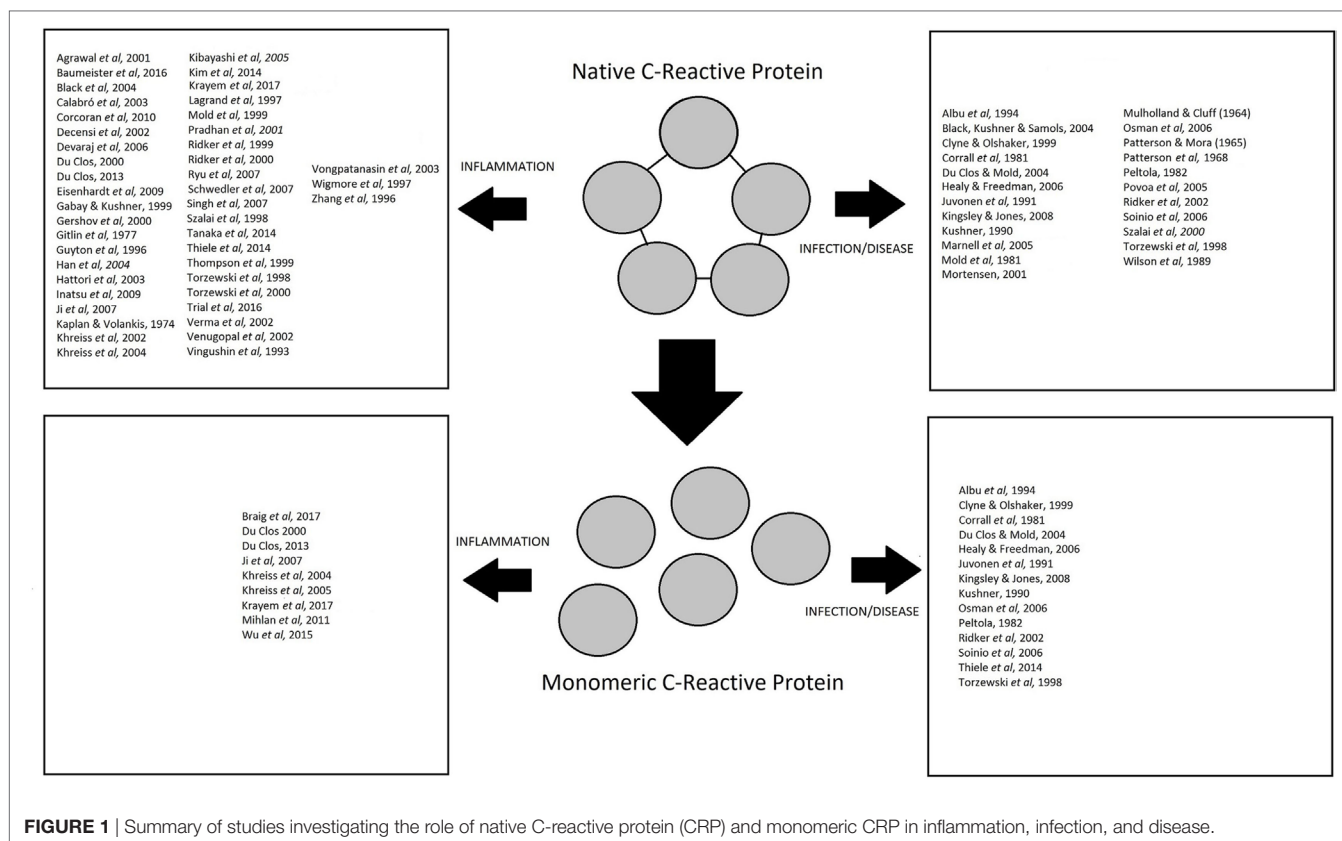 Agrawal et al, 2001
Baumeister et al, 2016
Black et al, 2004
Calabró et al, 2003
Corcoran et al, 2010
Decensi et al, 2002
Devaraj et al, 2006
Du Clos, 2000
Du Clos, 2013
Eisenhardt et al, 2009
Gabay & Kushner, 1999
Gershov et al, 2000
Gitlin et al, 1977
Guyton et al, 1996
Han et al, 2004
Hattori et al, 2003
Inatsu et al, 2009
Ji et al, 2007
Kaplan & Volankis, 1974
Khreiss et al, 2002
Khreiss et al, 2004
Kibayashi et al, 2005
Kim et al, 2014
Krayem et al, 2017
Lagrand et al, 1997
Mold et al, 1999
Pradhan et al, 2001
Ridker et al, 1999
Ridker et al, 2000
Ryu et al, 2007
Schwedler et al, 2007
Singh et al, 2007
Szalai et al, 1998
Tanaka et al, 2014
Thiele et al, 2014
Thompson et al, 1999
Torzewski et al, 1998
Torzewski et al, 2000
Trial et al, 2016
Verma et al, 2002
Venugopal et al, 2002
Vingushin et al, 1993
Vongpatanasin et al, 2003
Wigmore et al, 1997
Zhang et al, 1996
INFLAMMATION
Native C-Reactive Protein
INFECTION/DISEASE
Albu et al, 1994
Black, Kushner & Samols, 2004
Clyne & Olshaker, 1999
Corrall et al, 1981
Du Clos & Mold, 2004
Healy & Freedman, 2006
Juvonen et al, 1991
Kingsley & Jones, 2008
Kushner, 1990
Marnell et al, 2005
Mold et al, 1981
Mortensen, 2001
Mulholland & Cluff (1964)
Osman et al, 2006
Patterson & Mora (1965)
Patterson et al, 1968
Peltola, 1982
Povoa et al, 2005
Ridker et al, 2002
Soinio et al, 2006
Szalai et al, 2000
Torzewski et al, 1998
Wilson et al, 1989
Braig et al, 2017
Du Clos 2000
Du Clos, 2013
Ji et al, 2007
Khreiss et al, 2004
Khreiss et al, 2005
Krayem et al, 2017
Mihlan et al, 2011
Wu et al, 2015
INFLAMMATION
Monomeric C-Reactive Protein
INFECTION/DISEASE
Albu et al, 1994
Clyne & Olshaker, 1999
Corrall et al, 1981
Du Clos & Mold, 2004
Healy & Freedman, 2006
Juvonen et al, 1991
Kingsley & Jones, 2008
Kushner, 1990
Osman et al, 2006
Peltola, 1982
Ridker et al, 2002
Soinio et al, 2006
Thiele et al, 2014
Torzewski et al, 1998
FIGURE 1 | Summary of studies investigating the role of native C-reactive protein (CRP) and monomeric CRP in inflammation, infection, and disease.